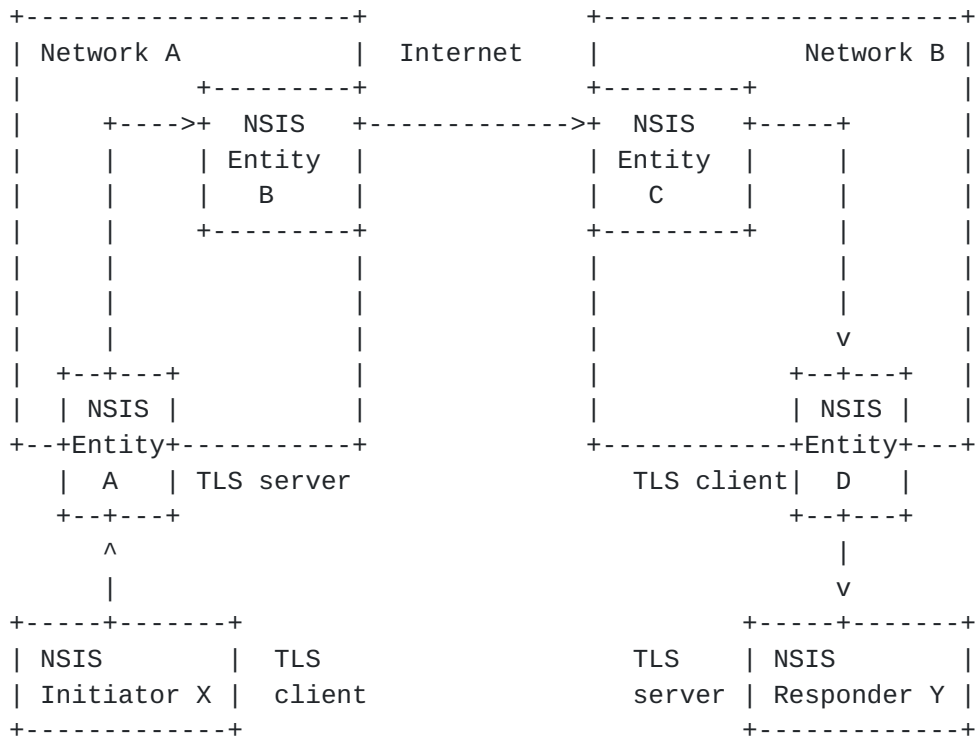 Network A Internet Network B
NSIS NSIS
Entity Entity
B C
NSIS NSIS
Entity Entity
A TLS server TLS client D
NSIS TLS TLS NSIS
Initiator X client server Responder Y